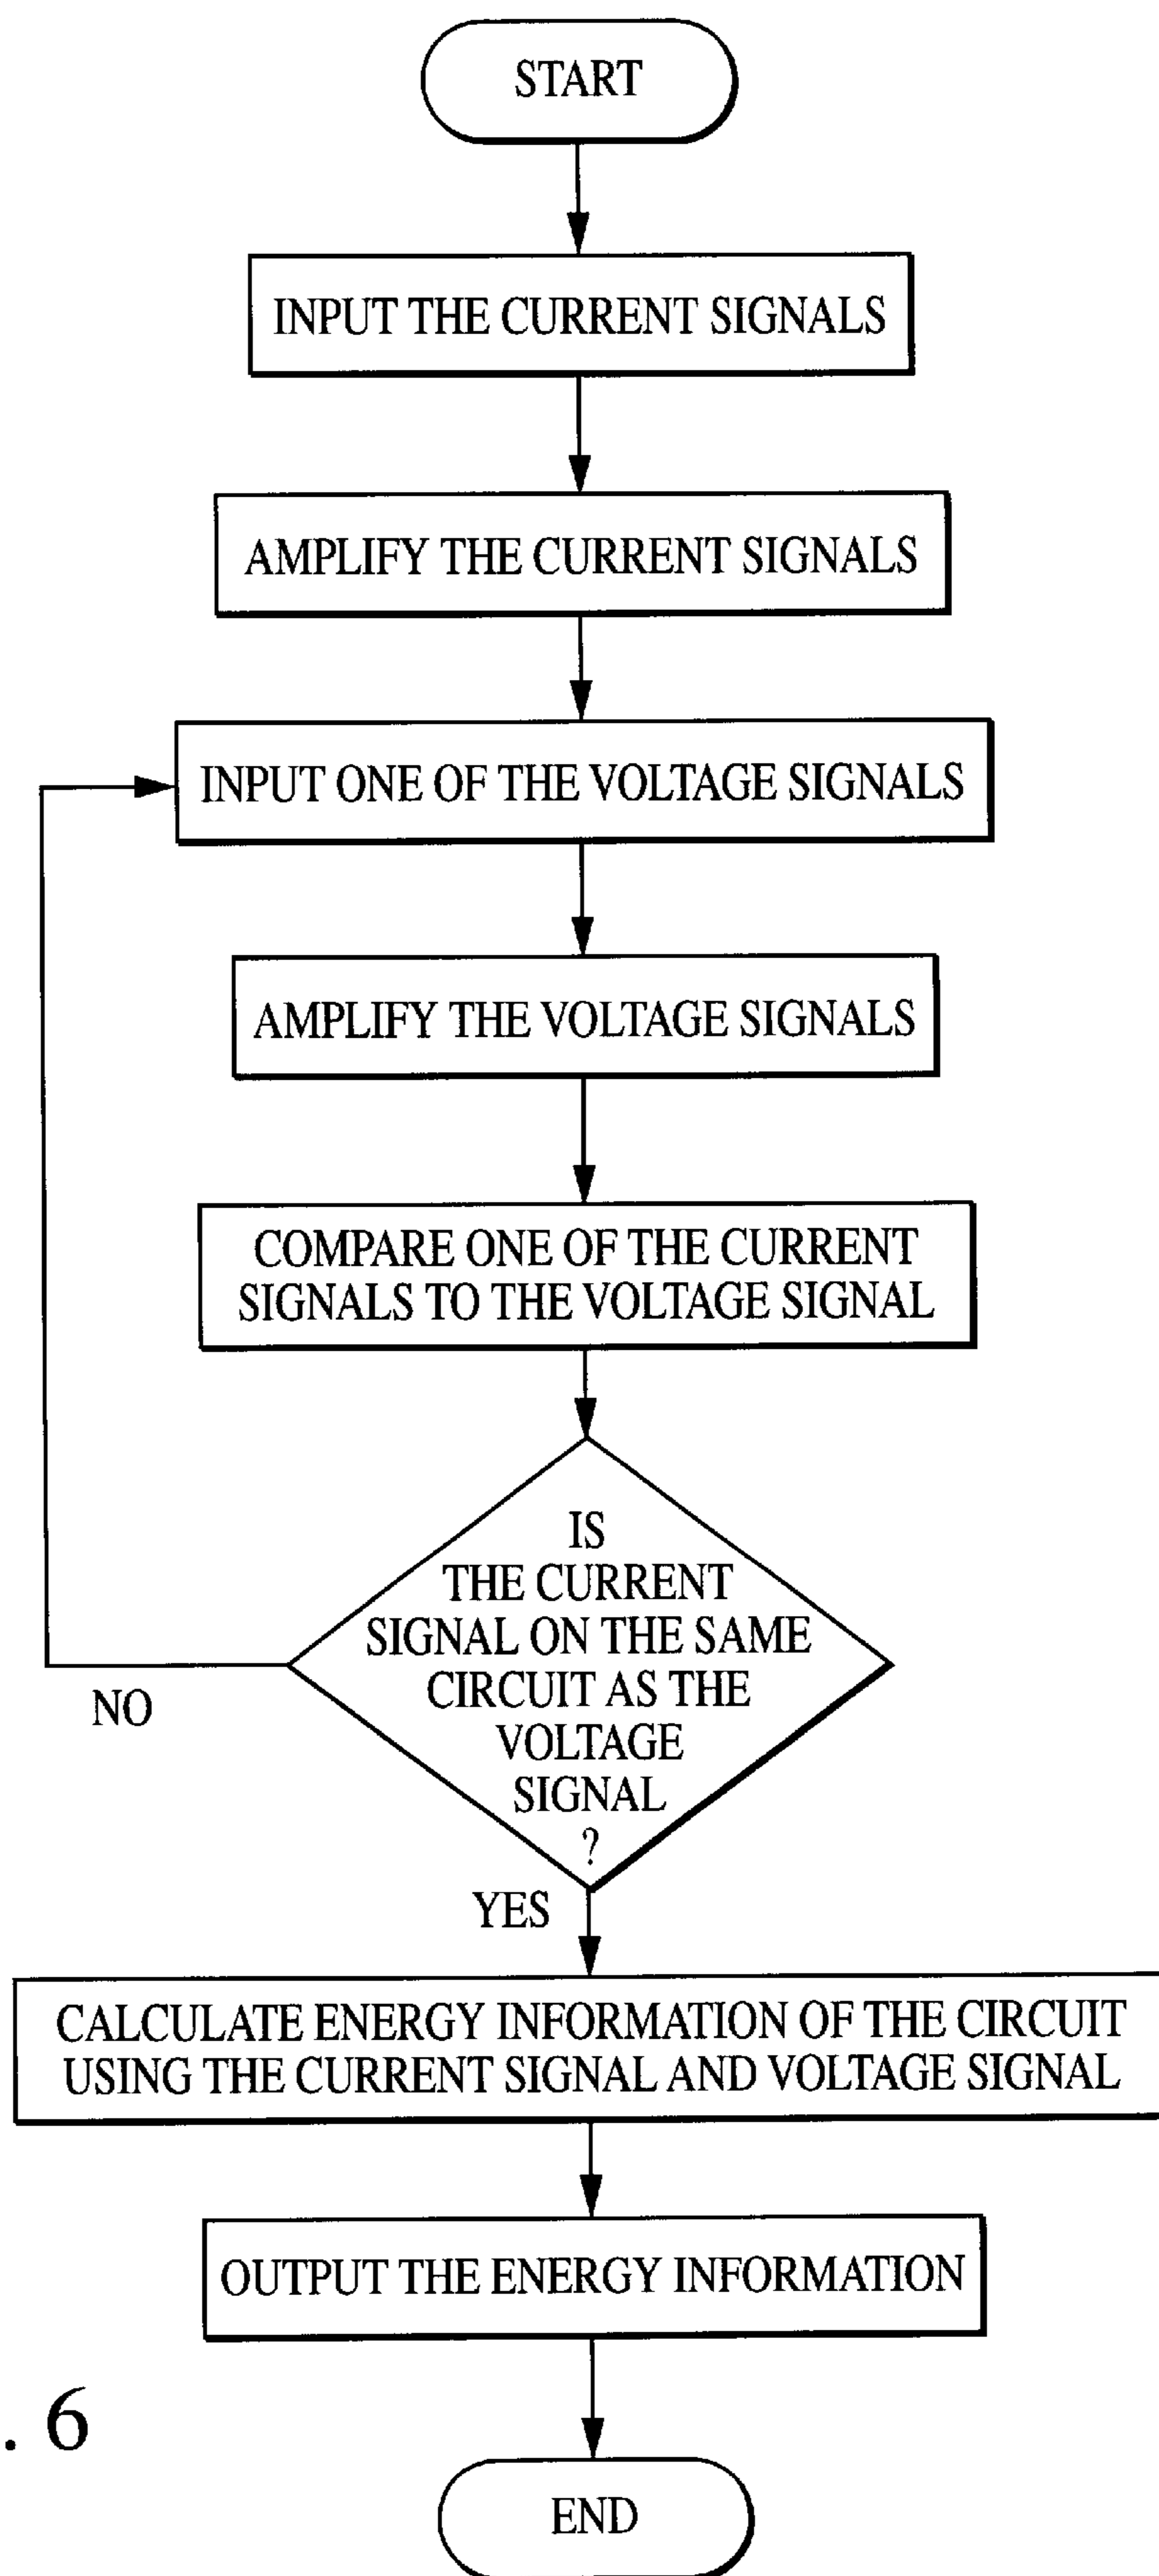 START
INPUT THE CURRENT SIGNALS
AMPLIFY THE CURRENT SIGNALS
INPUT ONE OF THE VOLTAGE SIGNALS
AMPLIFY THE VOLTAGE SIGNALS
COMPARE ONE OF THE CURRENT
SIGNALS TO THE VOLTAGE SIGNAL
IS
THE CURRENT
SIGNAL ON THE SAME
CIRCUIT AS THE
VOLTAGE
SIGNAL
?
NO
YES
CALCULATE ENERGY INFORMATION OF THE CIRCUIT
USING THE CURRENT SIGNAL AND VOLTAGE SIGNAL
OUTPUT THE ENERGY INFORMATION
. 6
END